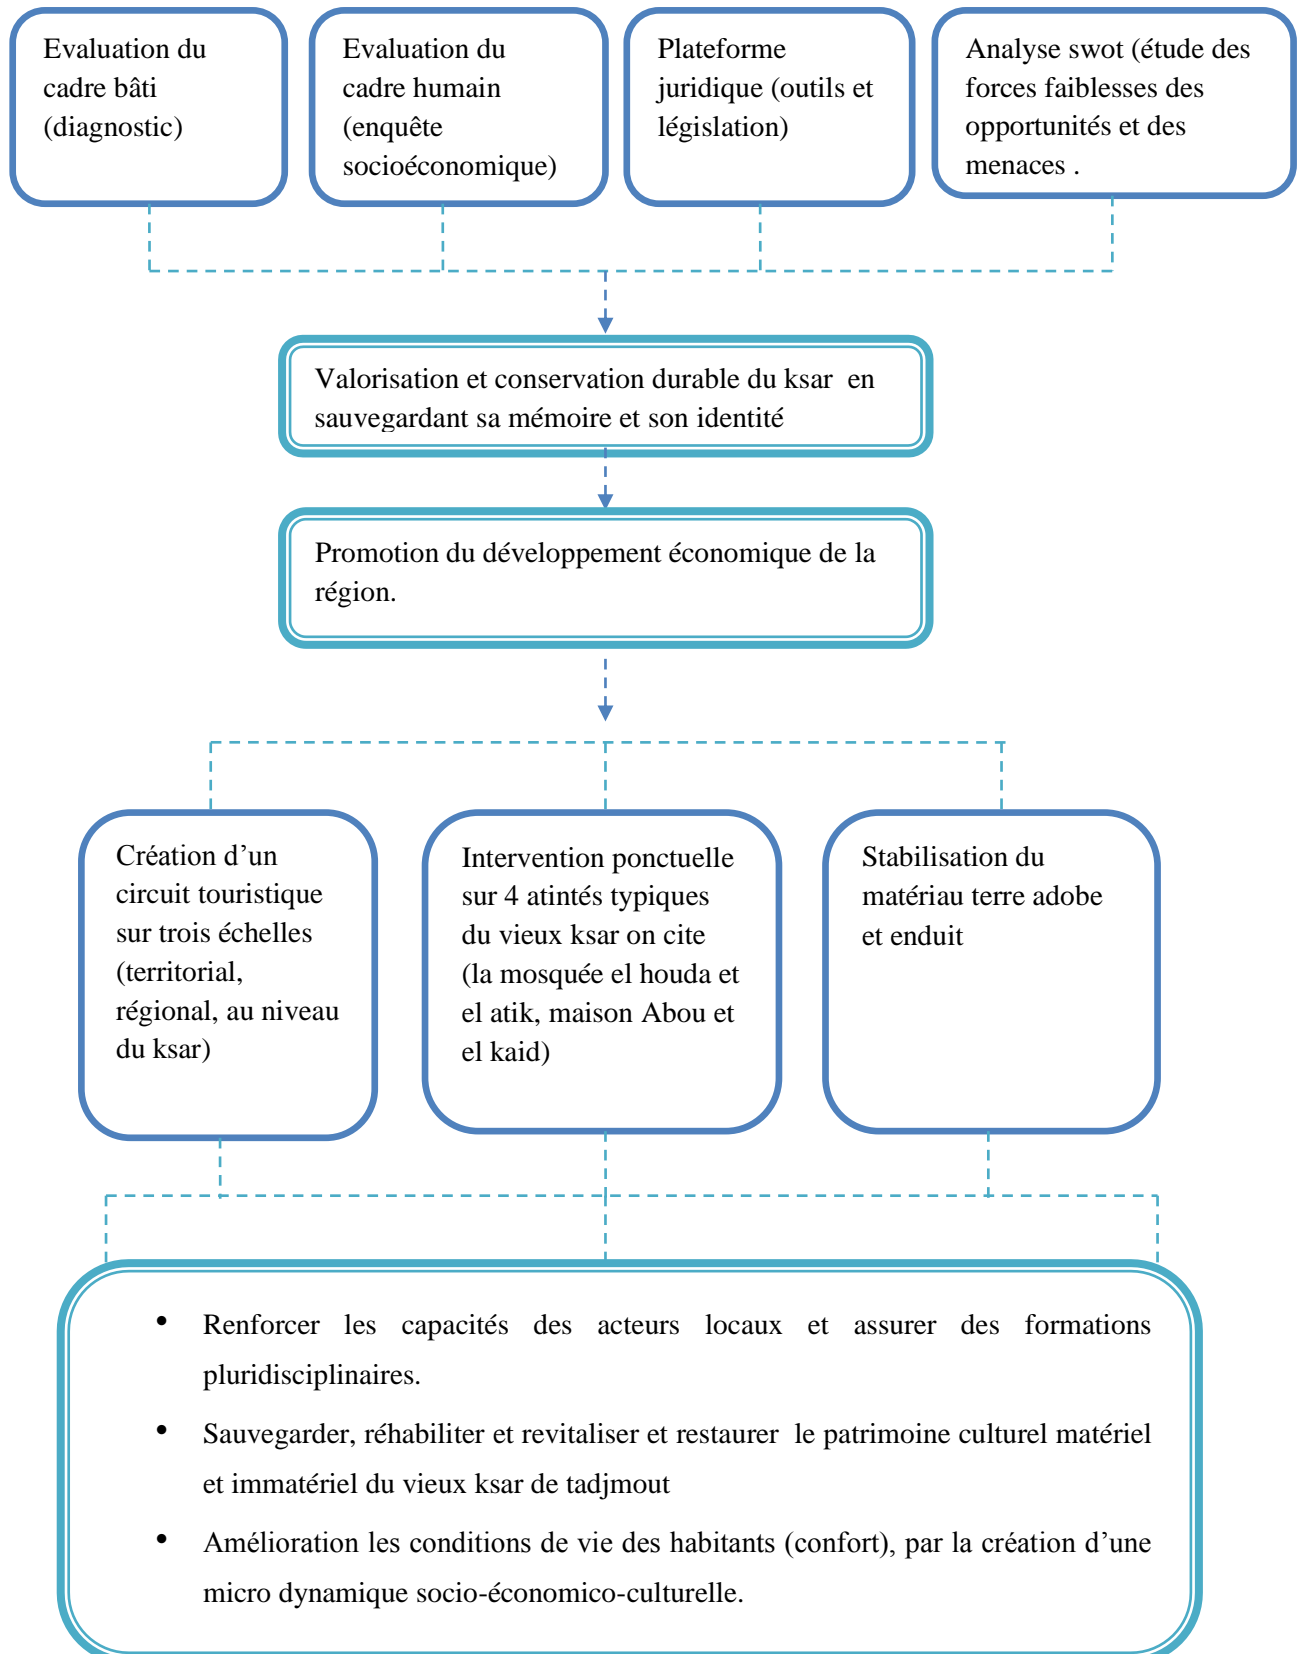 Evaluation du
cadre bâti
(diagnostic)
Evaluation du
cadre humain
(enquête
socioéconomique)
Plateforme
juridique (outils et
législation)
Analyse swot (étude des
forces faiblesses des
opportunités et des
menaces .
Valorisation et conservation durable du ksar  en
sauvegardant sa mémoire et son identité
Promotion du développement économique de la
région.
Création d’un
circuit touristique
sur trois échelles
(territorial,
régional, au niveau
du ksar)
Intervention ponctuelle
sur 4 atintés typiques
du vieux ksar on cite
(la mosquée el houda et
el atik, maison Abou et
el kaid)
Stabilisation du
matériau terre adobe
et enduit
• Renforcer les capacités des acteurs locaux et assurer des formations
pluridisciplinaires.
• Sauvegarder, réhabiliter et revitaliser et restaurer  le patrimoine culturel matériel
et immatériel du vieux ksar de tadjmout
• Amélioration les conditions de vie des habitants (confort), par la création d’une
micro dynamique socio-économico-culturelle.